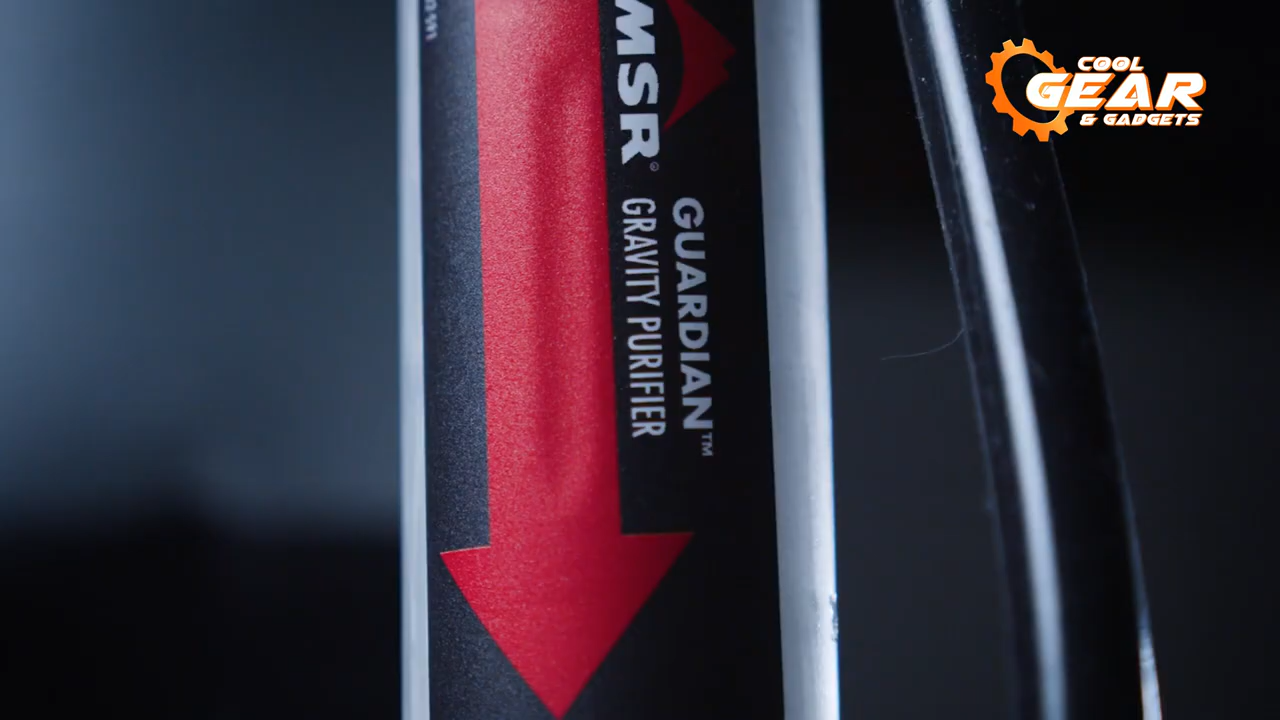 MSR®
GUARDIAN™
GRAVITY PURIFIER
COOL
GEAR
& GADGETS